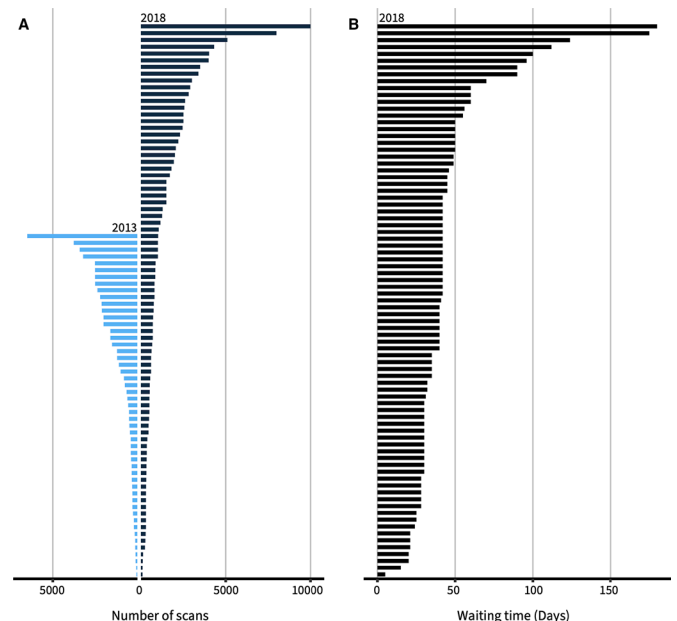 A
2018
2013
5000 0 5000 10000
Number of scans
B
2018
0 50 100 150
Waiting time (Days)